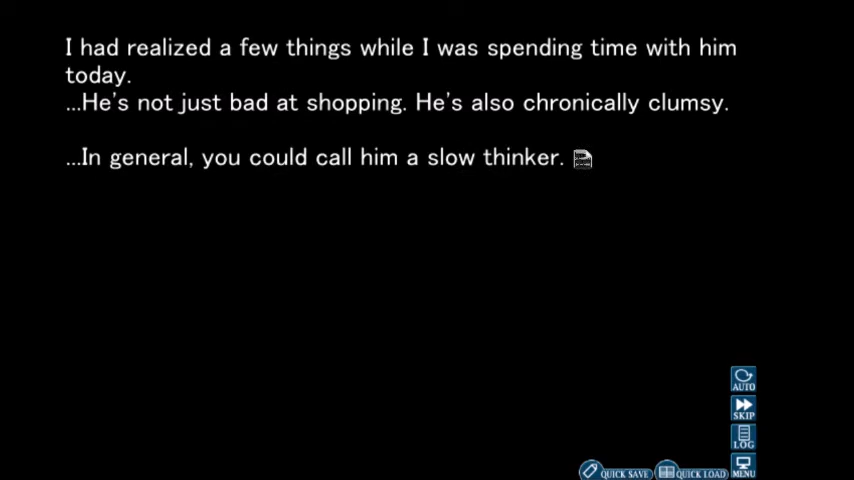 I had realized a few things while I was spending time with him
today.
...He's not just bad at shopping. He's also chronically clumsy.
...In general, you could call him a slow thinker.
AUTO
SKIP
LOG
MENU
QUICK SAVE
QUICK LOAD